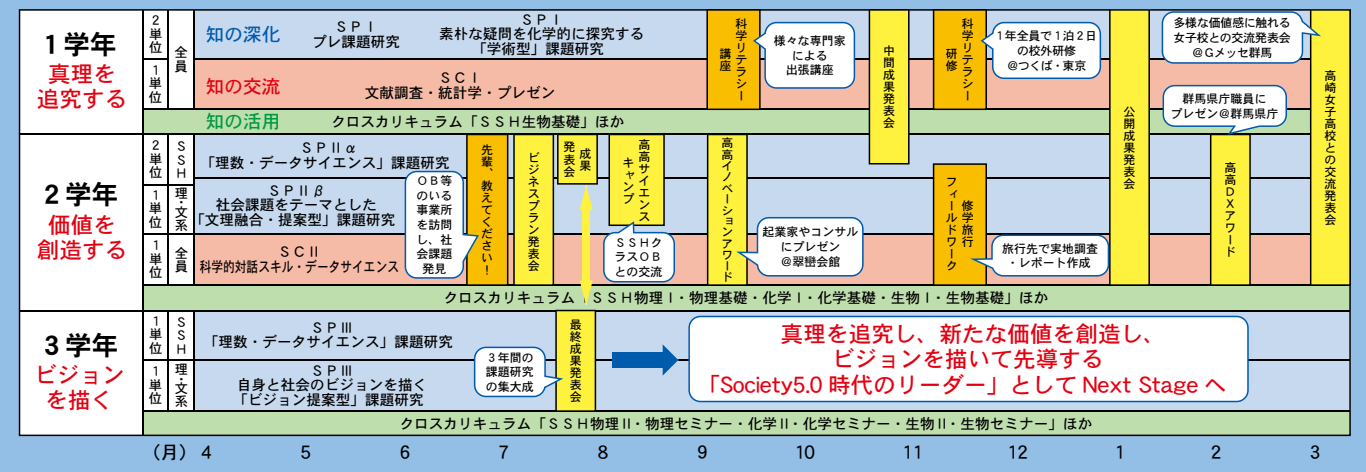 1学年
真理を
追究する
2単位
1単位
全員
知の深化
SPⅠ
プレ課題研究
SPⅠ
素朴な疑問を化学的に探究する
「学術型」課題研究
知の交流
SCⅠ
文献調査・統計学・プレゼン
知の活用
クロスカリキュラム「SSH生物基礎」ほか
科学リテラシー
講座
様々な専門家
による
出張講座
中間成果発表会
科学リテラシー
研修
1年全員で1泊2日
の校外研修
@つくば・東京
公開成果発表会
多様な価値感に触れる
女子校との交流発表会
@Gメッセ群馬
群馬県庁職員に
プレゼン@群馬県庁
高崎女子高校との交流発表会
2学年
価値を
創造する
2単位
SSH
1単位
理・文系
1単位
全員
SPⅡα
「理数・データサイエンス」課題研究
SPⅡβ
社会課題をテーマとした
「文理融合・提案型」課題研究
SCⅡ
科学的対話スキル・データサイエンス
OB等
のいる
事業所
を訪問
し、社
会課題
発見
先輩、教えてください！
ビジネスプラン発表会
成果
発表会
高高サイエンス
キャンプ
SSHク
ラスOB
との交流
高高イノベーションアワード
起業家やコンサル
にプレゼン
@翠巒会館
修学旅行
フィールドワーク
旅行先で実地調査
・レポート作成
高高DXアワード
クロスカリキュラム「SSH物理Ⅰ・物理基礎・化学Ⅰ・化学基礎・生物Ⅰ・生物基礎」ほか
3学年
ビジョン
を描く
1単位
SSH
1単位
理・文系
SPⅢ
「理数・データサイエンス」課題研究
SPⅢ
自身と社会のビジョンを描く
「ビジョン提案型」課題研究
3年間の
課題研究
の集大成
最終成果発表会
真理を追究し、新たな価値を創造し、
ビジョンを描いて先導する
「Society5.0 時代のリーダー」として Next Stage へ
クロスカリキュラム「SSH物理Ⅱ・物理セミナー・化学Ⅱ・化学セミナー・生物Ⅱ・生物セミナー」ほか
（月） 4 5 6 7 8 9 10 11 12 1 2 3